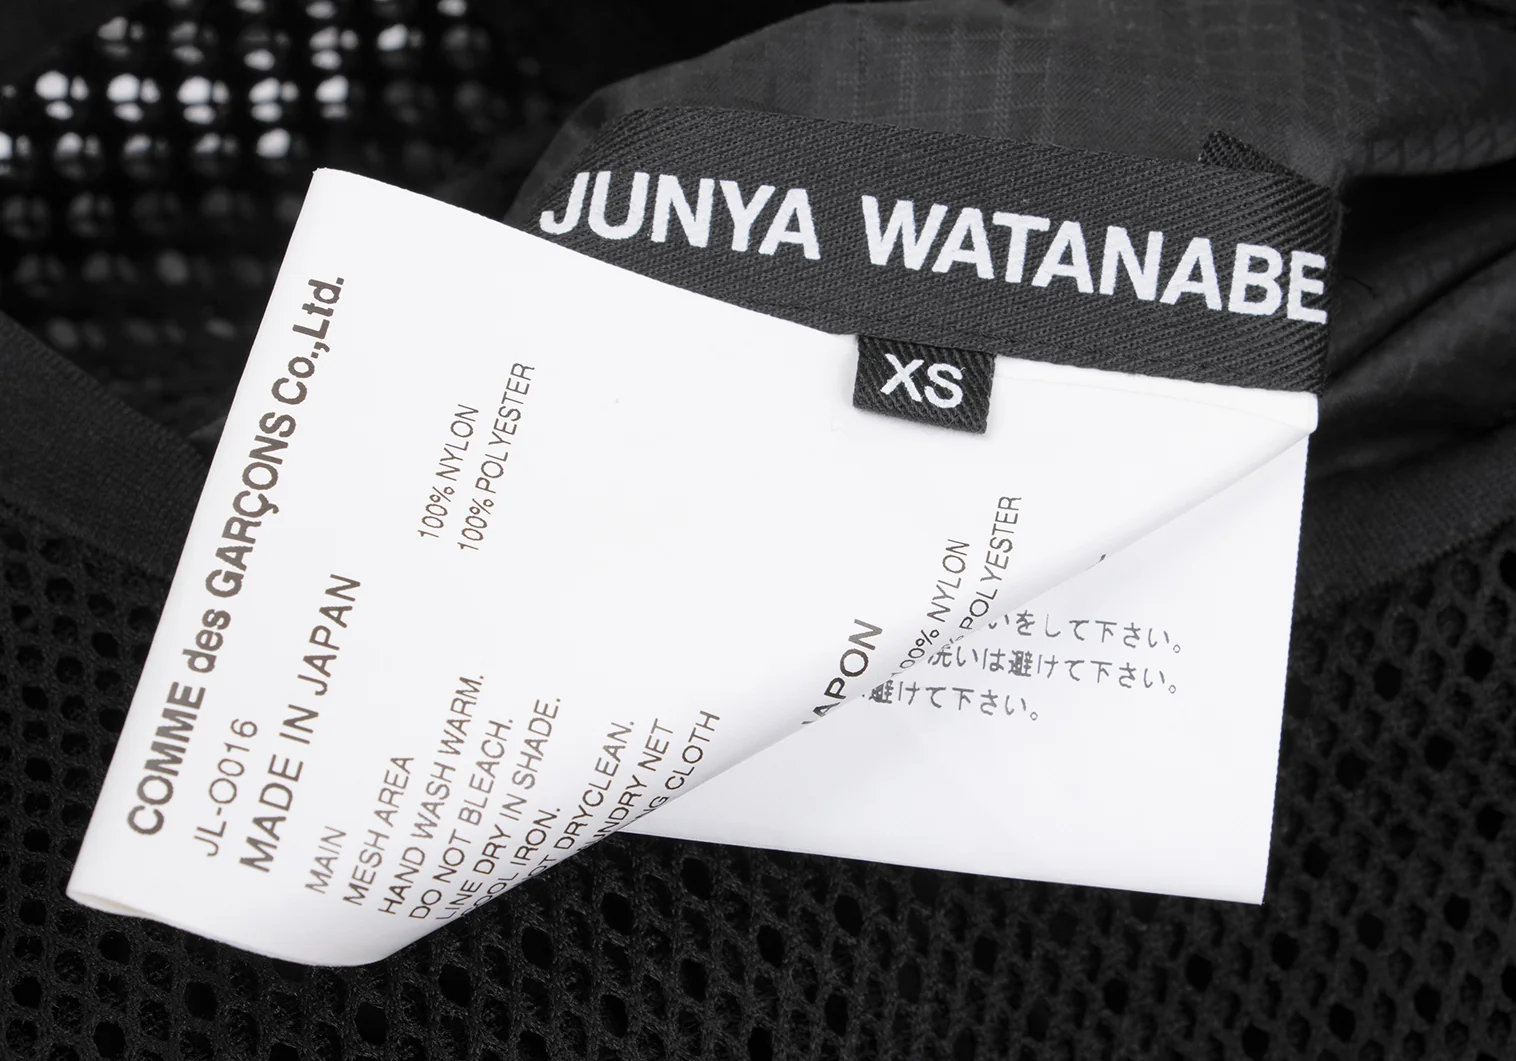 JUNYA WATANABE
XS
COMME des GARÇONS Co.,Ltd.
JL-O016
MADE IN JAPAN
MAIN 100% NYLON
MESH AREA 100% POLYESTER
HAND WASH WARM.
DO NOT BLEACH.
LINE DRY IN SHADE.
IRON.
DRYCLEAN.
NET
CLOTH
NYLON
POLYESTER
いをして下さい。
洗いは避けて下さい。
避けて下さい。